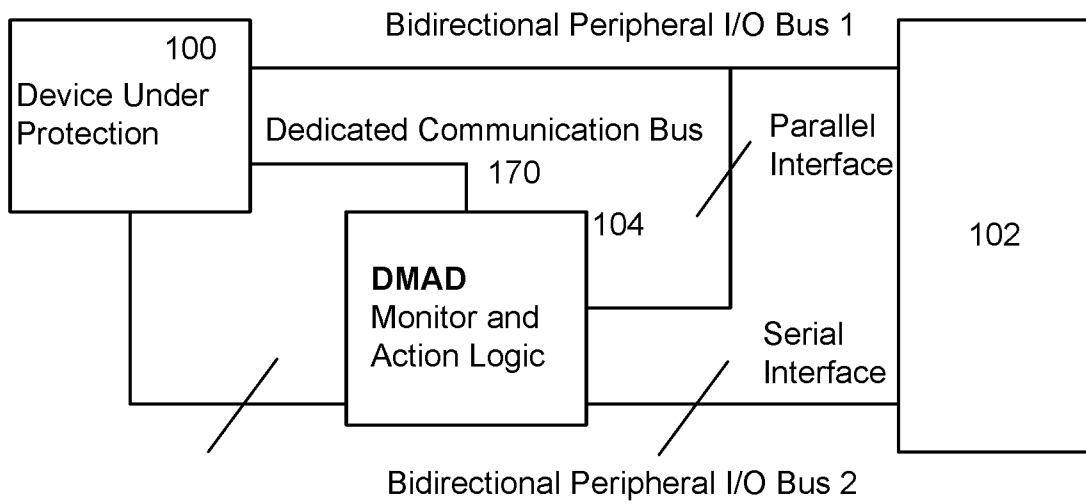 Bidirectional Peripheral I/O Bus 1
100
Device Under
Protection
Dedicated Communication Bus
170
Parallel
Interface
104
102
DMAD
Monitor and
Action Logic
Serial
Interface
Bidirectional Peripheral I/O Bus 2